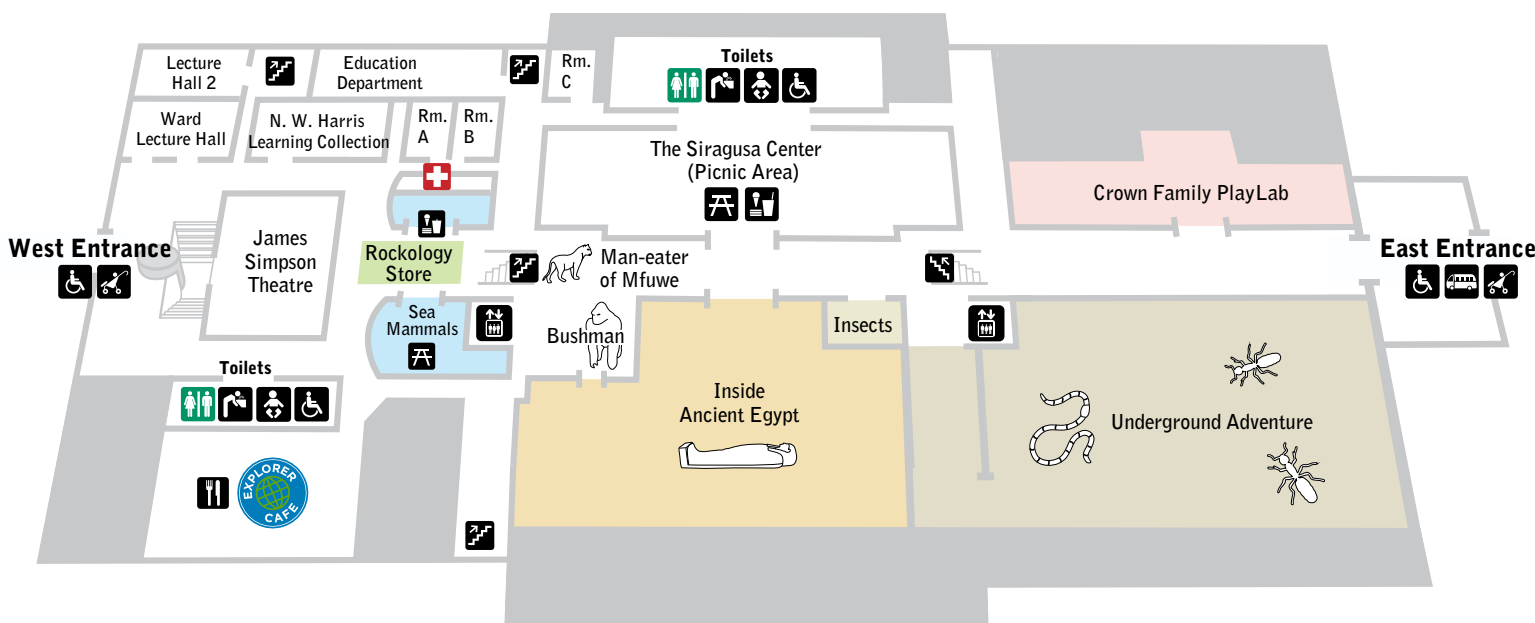 Lecture
Hall 2
Education
Department
Rm.
C
Toilets
Ward
Lecture Hall
N. W. Harris
Learning Collection
Rm.
A
Rm.
B
The Siragusa Center
(Picnic Area)
Crown Family PlayLab
West Entrance
James
Simpson
Theatre
Rockology
Store
Man-eater
of Mfuwe
East Entrance
Sea
Mammals
Bushman
Insects
Toilets
Inside
Ancient Egypt
Underground Adventure
EXPLORER
CAFE